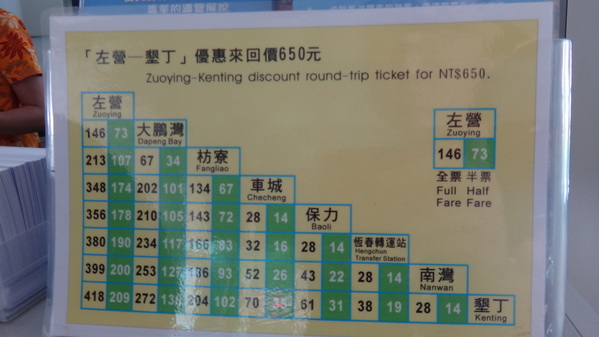 「左營─墾丁」優惠來回價650元
Zuoying-Kenting discount round-trip ticket for NT$650.
左營
Zuoying
146 73 大鵬灣
Dapeng Bay
213 107 67 34 枋寮
Fangliao
348 174 202 101 134 67 車城
Checheng
356 178 210 105 143 72 28 14 保力
Baoli
380 190 234 117 166 83 32 16 28 14 恆春轉運站
Hengchun
Transfer Station
399 200 253 127 186 93 52 26 43 22 28 14 南灣
Nanwan
418 209 272 136 204 102 70 35 61 31 38 19 28 14 墾丁
Kenting
左營
Zuoying
146 73
全票 半票
Full Half
Fare Fare